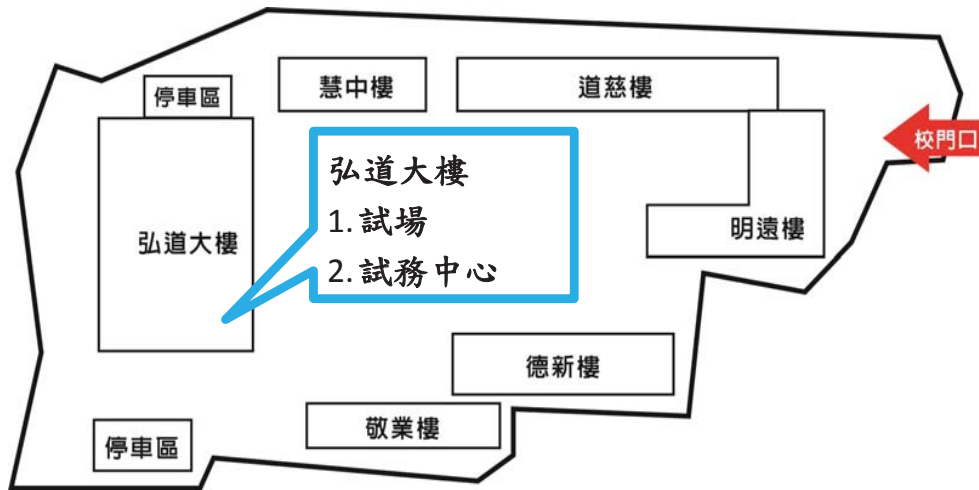 慧中樓
道慈樓
停車區
校門口
弘道大樓
1.試場
2.試務中心
弘道大樓
明遠樓
德新樓
敬業樓
停車區